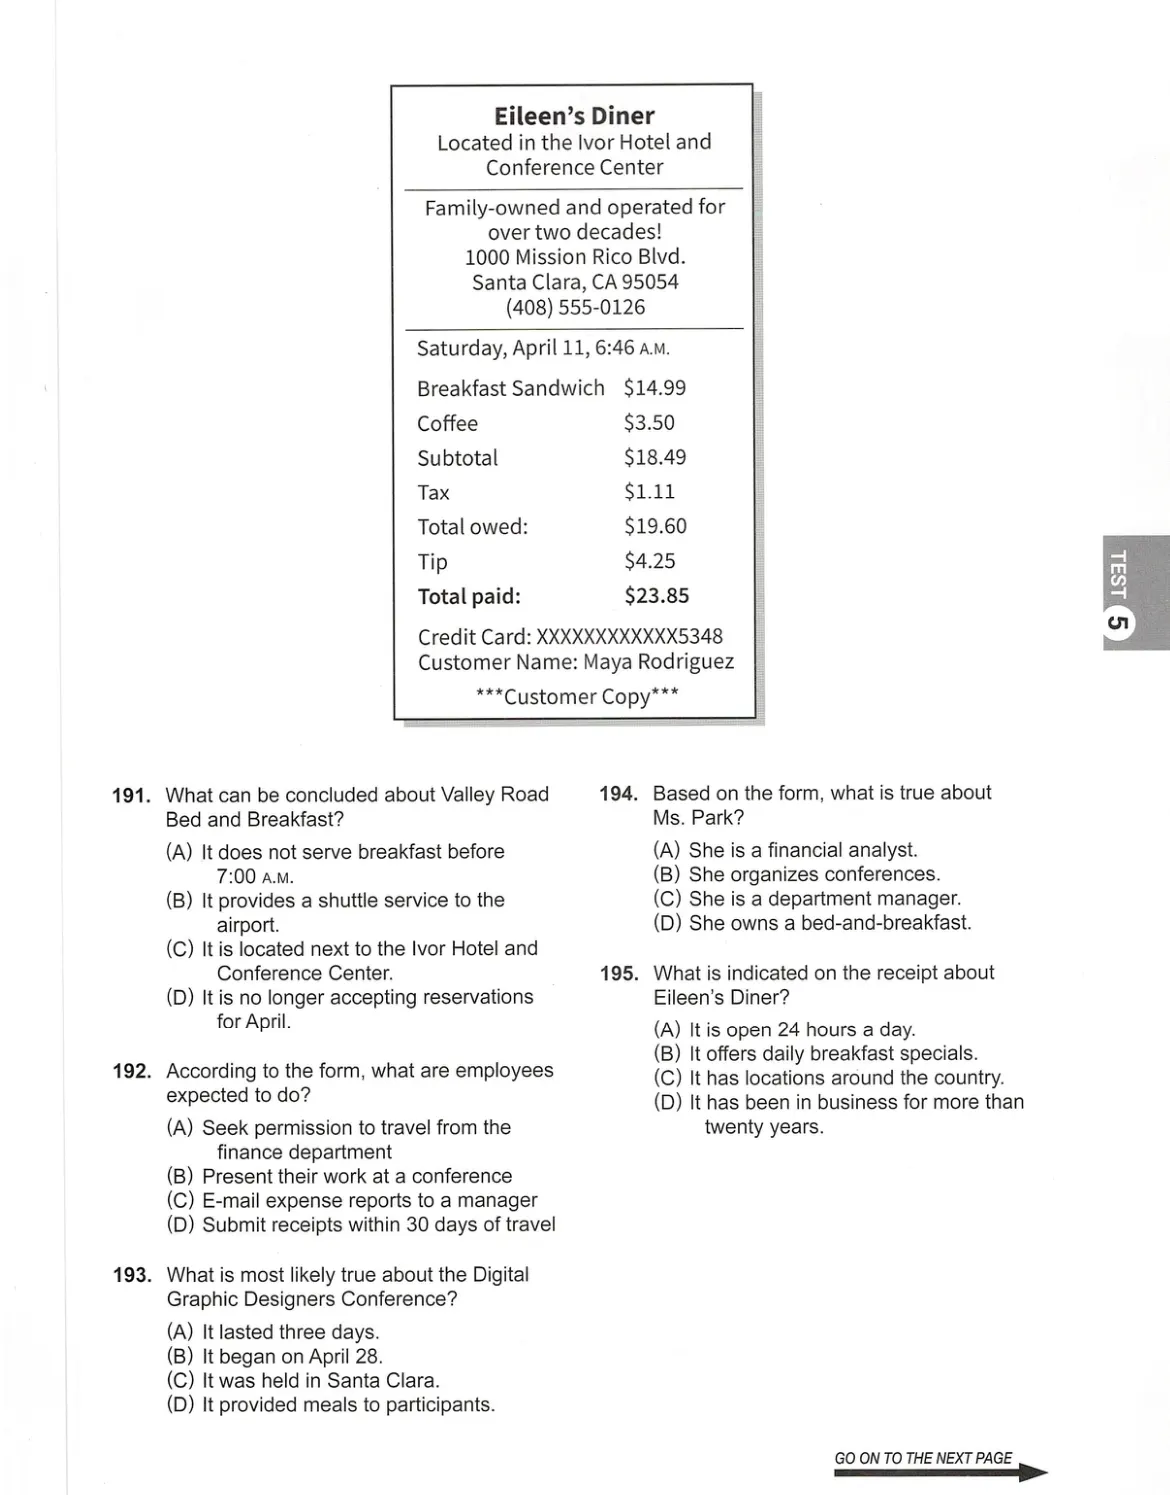 Eileen's Diner
Located in the Ivor Hotel and
Conference Center
Family-owned and operated for
over two decades!
1000 Mission Rico Blvd.
Santa Clara, CA 95054
(408) 555-0126
Saturday, April 11, 6:46 A.M.
Breakfast Sandwich $14.99
Coffee $3.50
Subtotal $18.49
Tax $1.11
Total owed: $19.60
Tip $4.25
Total paid: $23.85
Credit Card: XXXXXXXXXXXX5348
Customer Name: Maya Rodriguez
***Customer Copy***
TEST 5
191. What can be concluded about Valley Road
Bed and Breakfast?
(A) It does not serve breakfast before
7:00 A.M.
(B) It provides a shuttle service to the
airport.
(C) It is located next to the Ivor Hotel and
Conference Center.
(D) It is no longer accepting reservations
for April.
192. According to the form, what are employees
expected to do?
(A) Seek permission to travel from the
finance department
(B) Present their work at a conference
(C) E-mail expense reports to a manager
(D) Submit receipts within 30 days of travel
193. What is most likely true about the Digital
Graphic Designers Conference?
(A) It lasted three days.
(B) It began on April 28.
(C) It was held in Santa Clara.
(D) It provided meals to participants.
194. Based on the form, what is true about
Ms. Park?
(A) She is a financial analyst.
(B) She organizes conferences.
(C) She is a department manager.
(D) She owns a bed-and-breakfast.
195. What is indicated on the receipt about
Eileen's Diner?
(A) It is open 24 hours a day.
(B) It offers daily breakfast specials.
(C) It has locations around the country.
(D) It has been in business for more than
twenty years.
GO ON TO THE NEXT PAGE